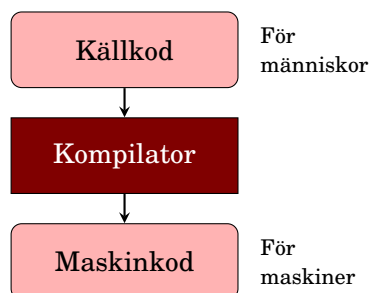 Källkod
För
människor
Kompilator
Maskinkod
För
maskiner